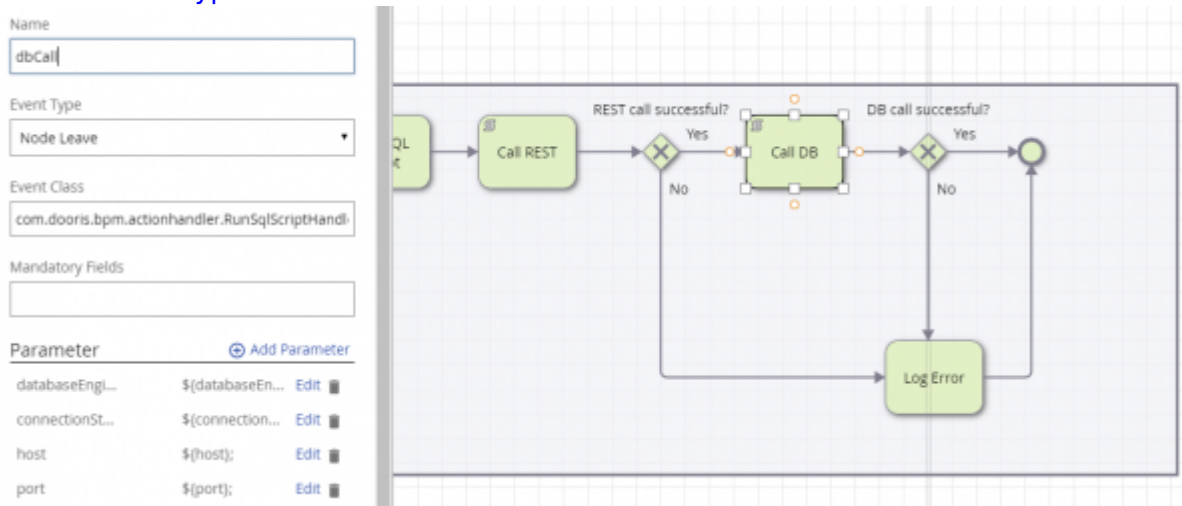 Name
dbCall
Event Type
Node Leave
Event Class
com.dooris.bpm.actionhandler.RunSqlScriptHandl
Mandatory Fields
Parameter
Add Parameter
databaseEngi...
${databaseEn...
Edit
connectionSt...
${connection...
Edit
host
${host};
Edit
port
${port};
Edit
QL
Call REST
REST call successful?
Yes
No
Call DB
DB call successful?
Yes
No
Log Error